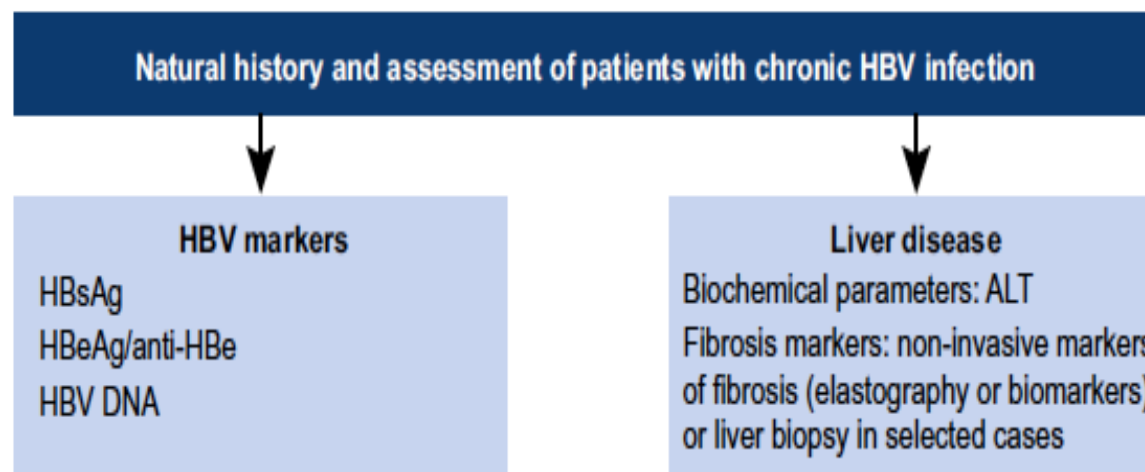 Natural history and assessment of patients with chronic HBV infection
HBV markers
HBsAg
HBeAg/anti-HBe
HBV DNA
Liver disease
Biochemical parameters: ALT
Fibrosis markers: non-invasive markers
of fibrosis (elastography or biomarkers)
or liver biopsy in selected cases